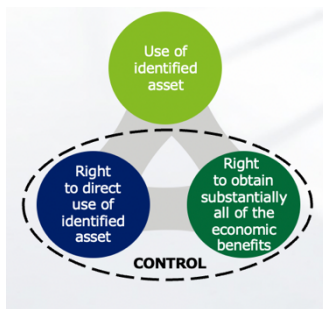 Use of
identified
asset
Right
to direct
use of
identified
asset
Right
to obtain
substantially
all of the
economic
benefits
CONTROL